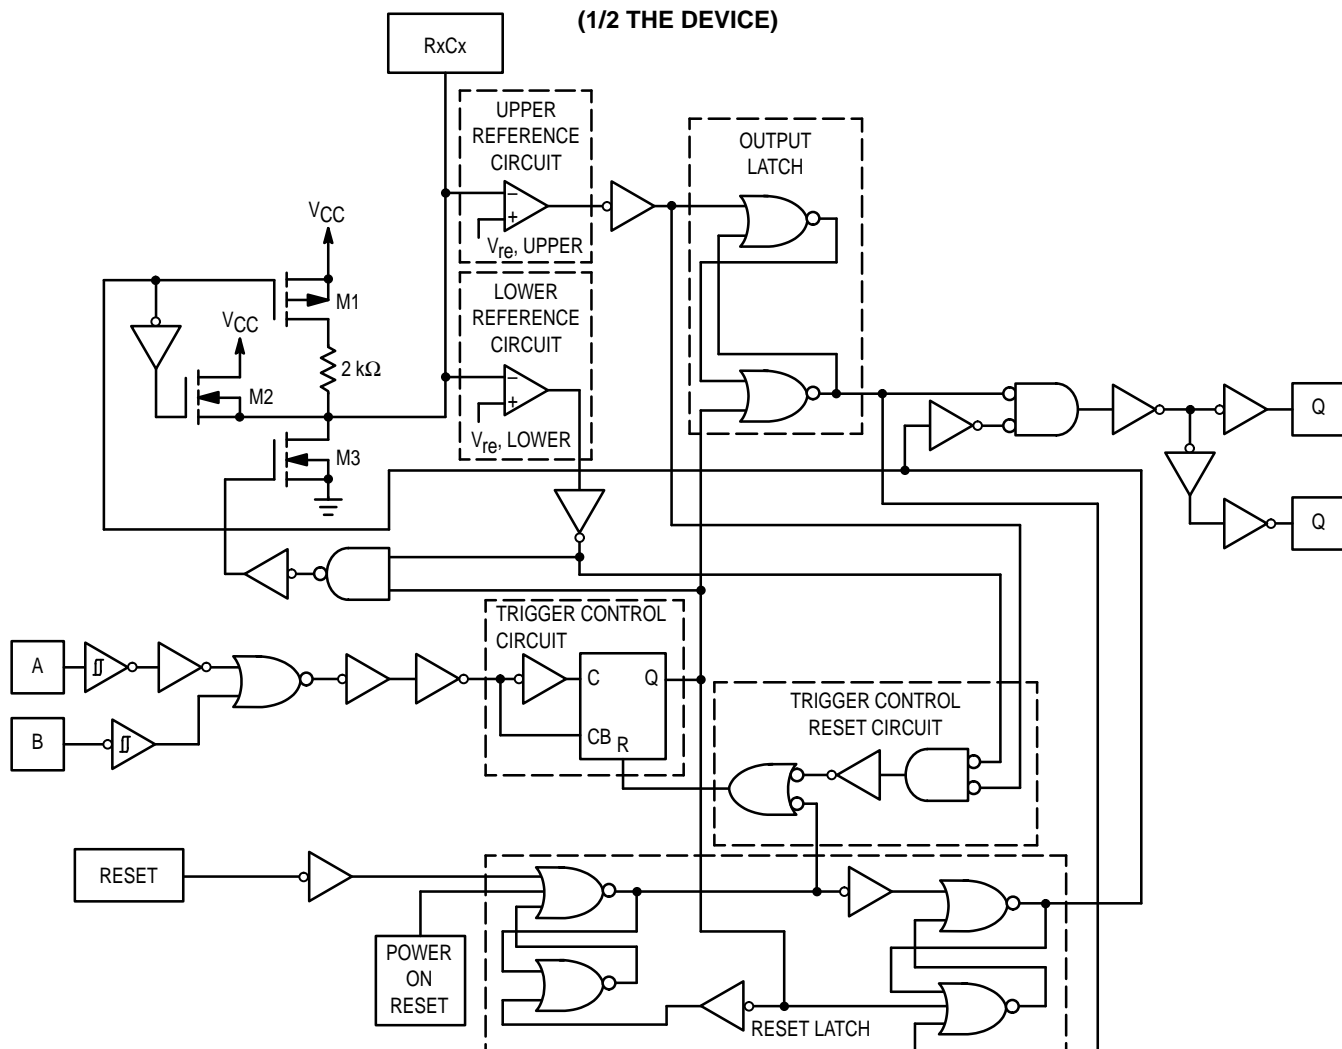 (1/2 THE DEVICE)
RxCx
UPPER
REFERENCE
CIRCUIT
−
+
Vre, UPPER
OUTPUT
LATCH
VCC
M1
LOWER
REFERENCE
CIRCUIT
−
+
Vre, LOWER
VCC
2 kΩ
M2
M3
Q
Q
TRIGGER CONTROL
CIRCUIT
C
Q
CB
R
A
B
TRIGGER CONTROL
RESET CIRCUIT
RESET
POWER
ON
RESET
RESET LATCH